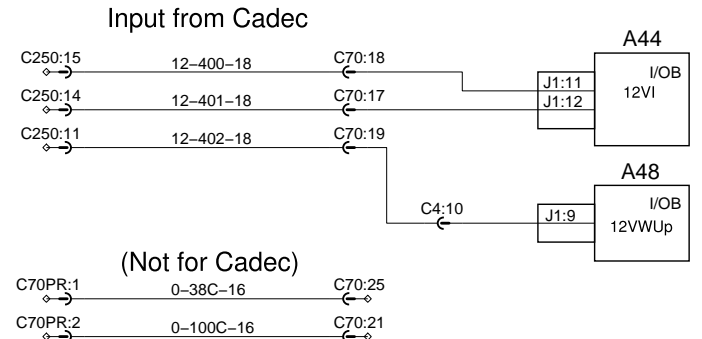 Input from Cadec
A44
C250:15 12–400–18 C70:18
I/OB
J1:11
12VI
C250:14 12–401–18 C70:17
J1:12
C250:11 12–402–18 C70:19
A48
I/OB
C4:10
J1:9
12VWUp
(Not for Cadec)
C70PR:1 0–38C–16 C70:25
C70PR:2 0–100C–16 C70:21